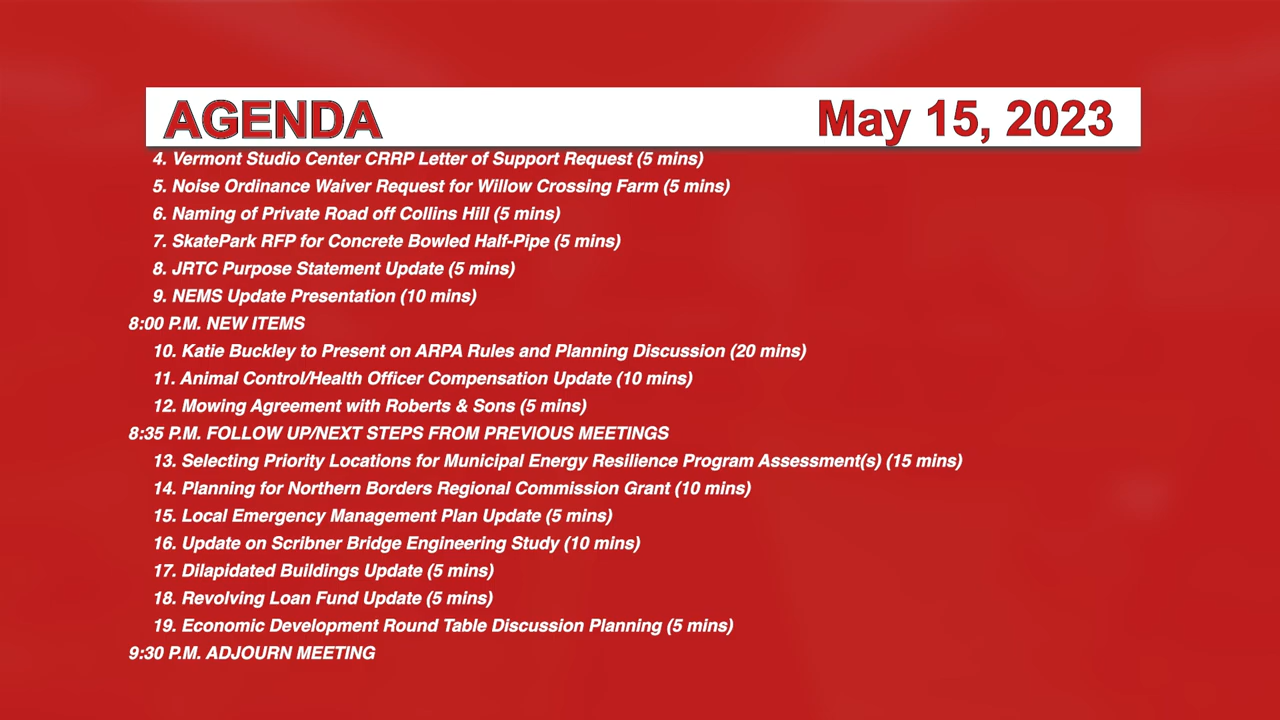 AGENDA May 15, 2023
4. Vermont Studio Center CRRP Letter of Support Request (5 mins)
5. Noise Ordinance Waiver Request for Willow Crossing Farm (5 mins)
6. Naming of Private Road off Collins Hill (5 mins)
7. SkatePark RFP for Concrete Bowled Half-Pipe (5 mins)
8. JRTC Purpose Statement Update (5 mins)
9. NEMS Update Presentation (10 mins)
8:00 P.M. NEW ITEMS
10. Katie Buckley to Present on ARPA Rules and Planning Discussion (20 mins)
11. Animal Control/Health Officer Compensation Update (10 mins)
12. Mowing Agreement with Roberts & Sons (5 mins)
8:35 P.M. FOLLOW UP/NEXT STEPS FROM PREVIOUS MEETINGS
13. Selecting Priority Locations for Municipal Energy Resilience Program Assessment(s) (15 mins)
14. Planning for Northern Borders Regional Commission Grant (10 mins)
15. Local Emergency Management Plan Update (5 mins)
16. Update on Scribner Bridge Engineering Study (10 mins)
17. Dilapidated Buildings Update (5 mins)
18. Revolving Loan Fund Update (5 mins)
19. Economic Development Round Table Discussion Planning (5 mins)
9:30 P.M. ADJOURN MEETING